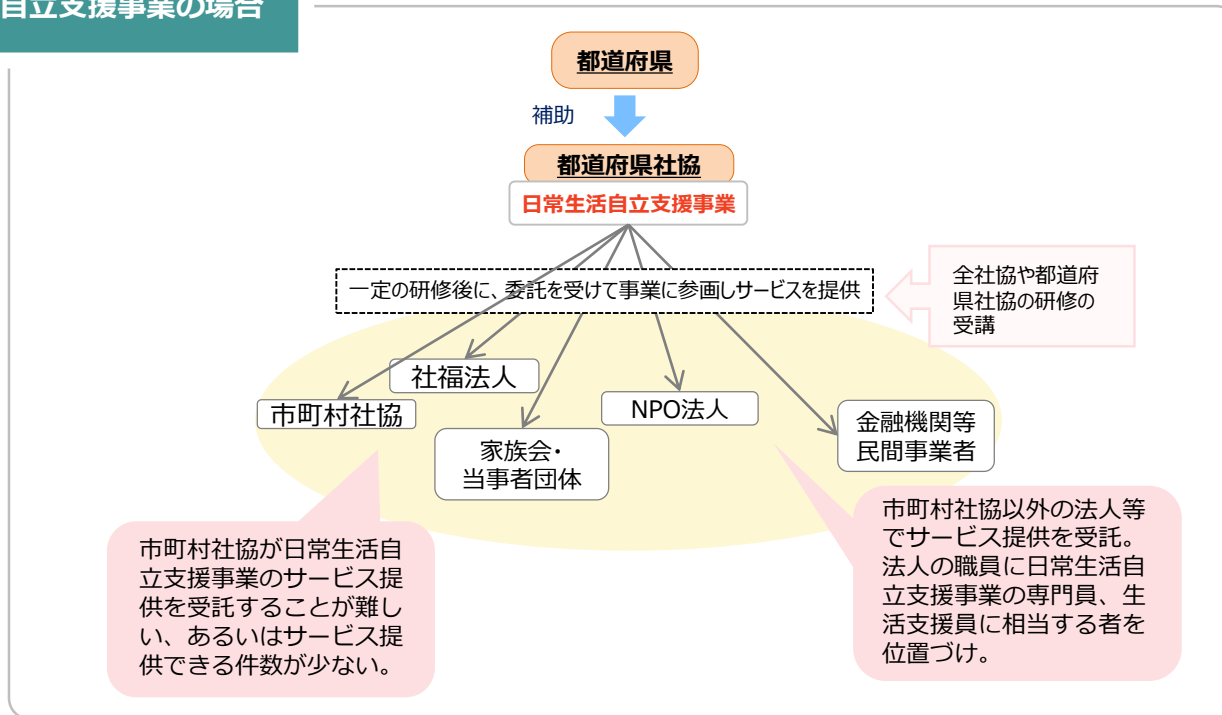 自立支援事業の場合
都道府県
補助
都道府県社協
日常生活自立支援事業
一定の研修後に、委託を受けて事業に参画しサービスを提供
全社協や都道府
県社協の研修の
受講
社福法人
市町村社協
NPO法人
家族会・
当事者団体
金融機関等
民間事業者
市町村社協が日常生活自
立支援事業のサービス提
供を受託することが難し
い、あるいはサービス提
供できる件数が少ない。
市町村社協以外の法人等
でサービス提供を受託。
法人の職員に日常生活自
立支援事業の専門員、生
活支援員に相当する者を
位置づけ。